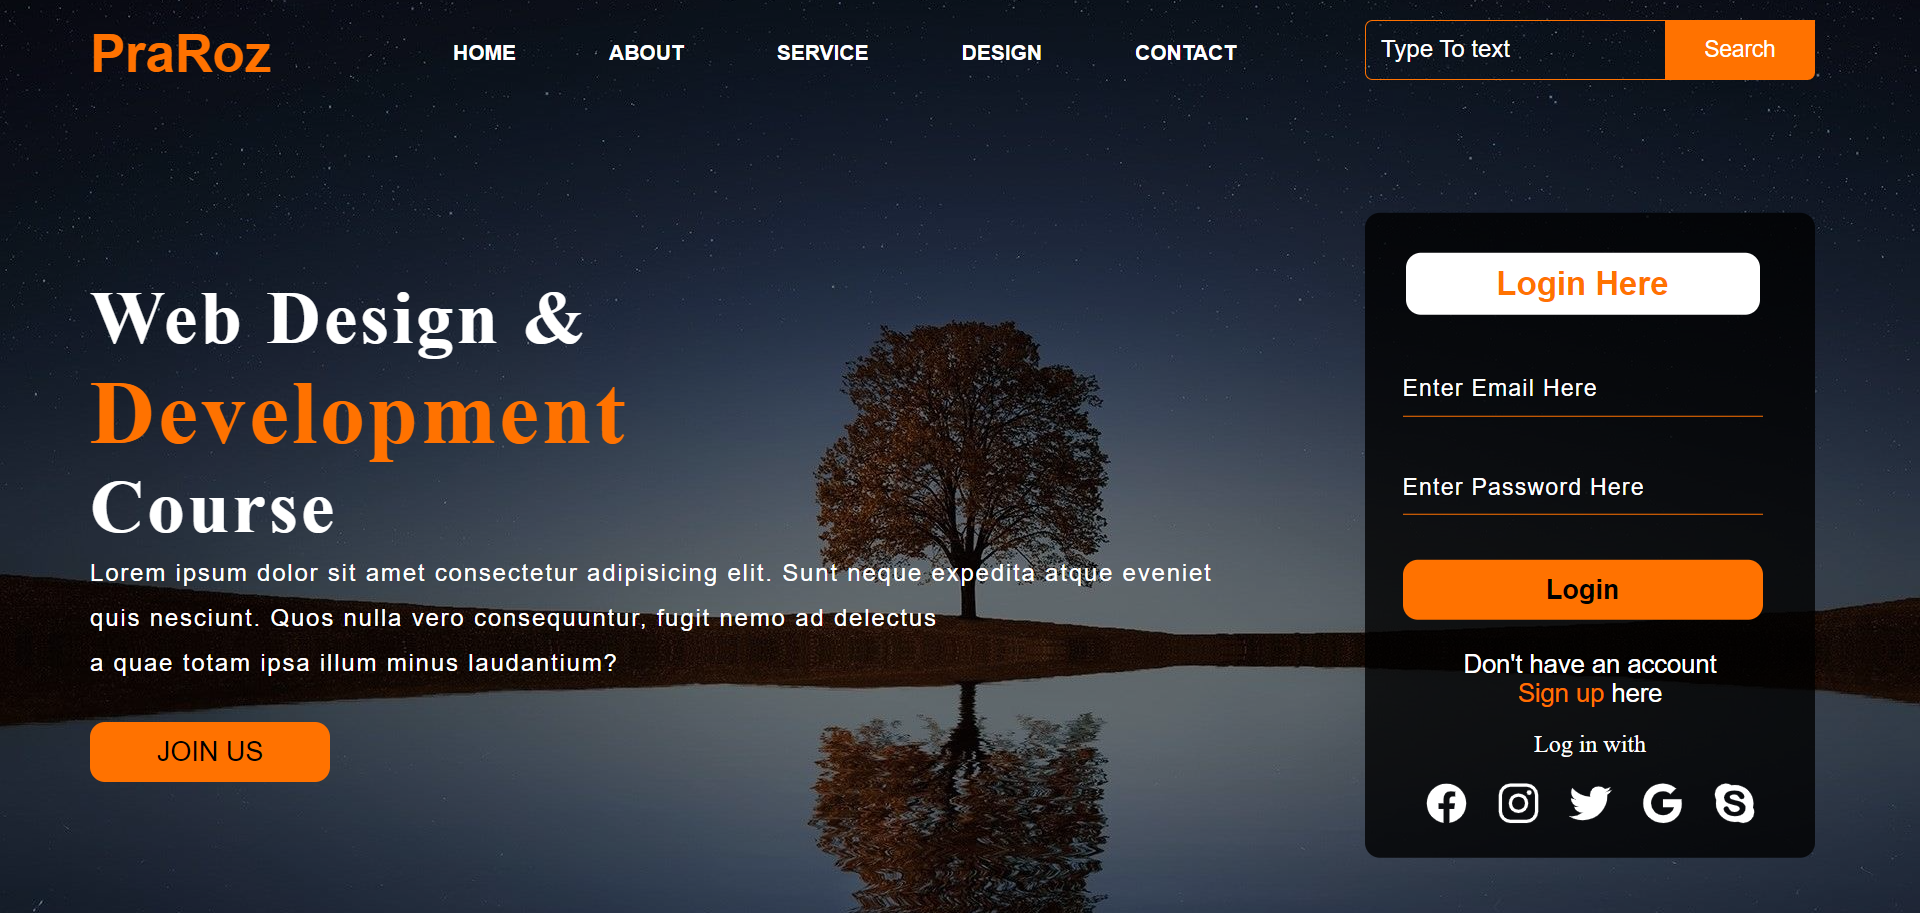 PraRoz
HOME ABOUT SERVICE DESIGN CONTACT
Type To text Search
Web Design &
Development
Course
Lorem ipsum dolor sit amet consectetur adipisicing elit. Sunt neque expedita atque eveniet
quis nesciunt. Quos nulla vero consequuntur, fugit nemo ad delectus
a quae totam ipsa illum minus laudantium?
JOIN US
Login Here
Enter Email Here
Enter Password Here
Login
Don't have an account
Sign up here
Log in with